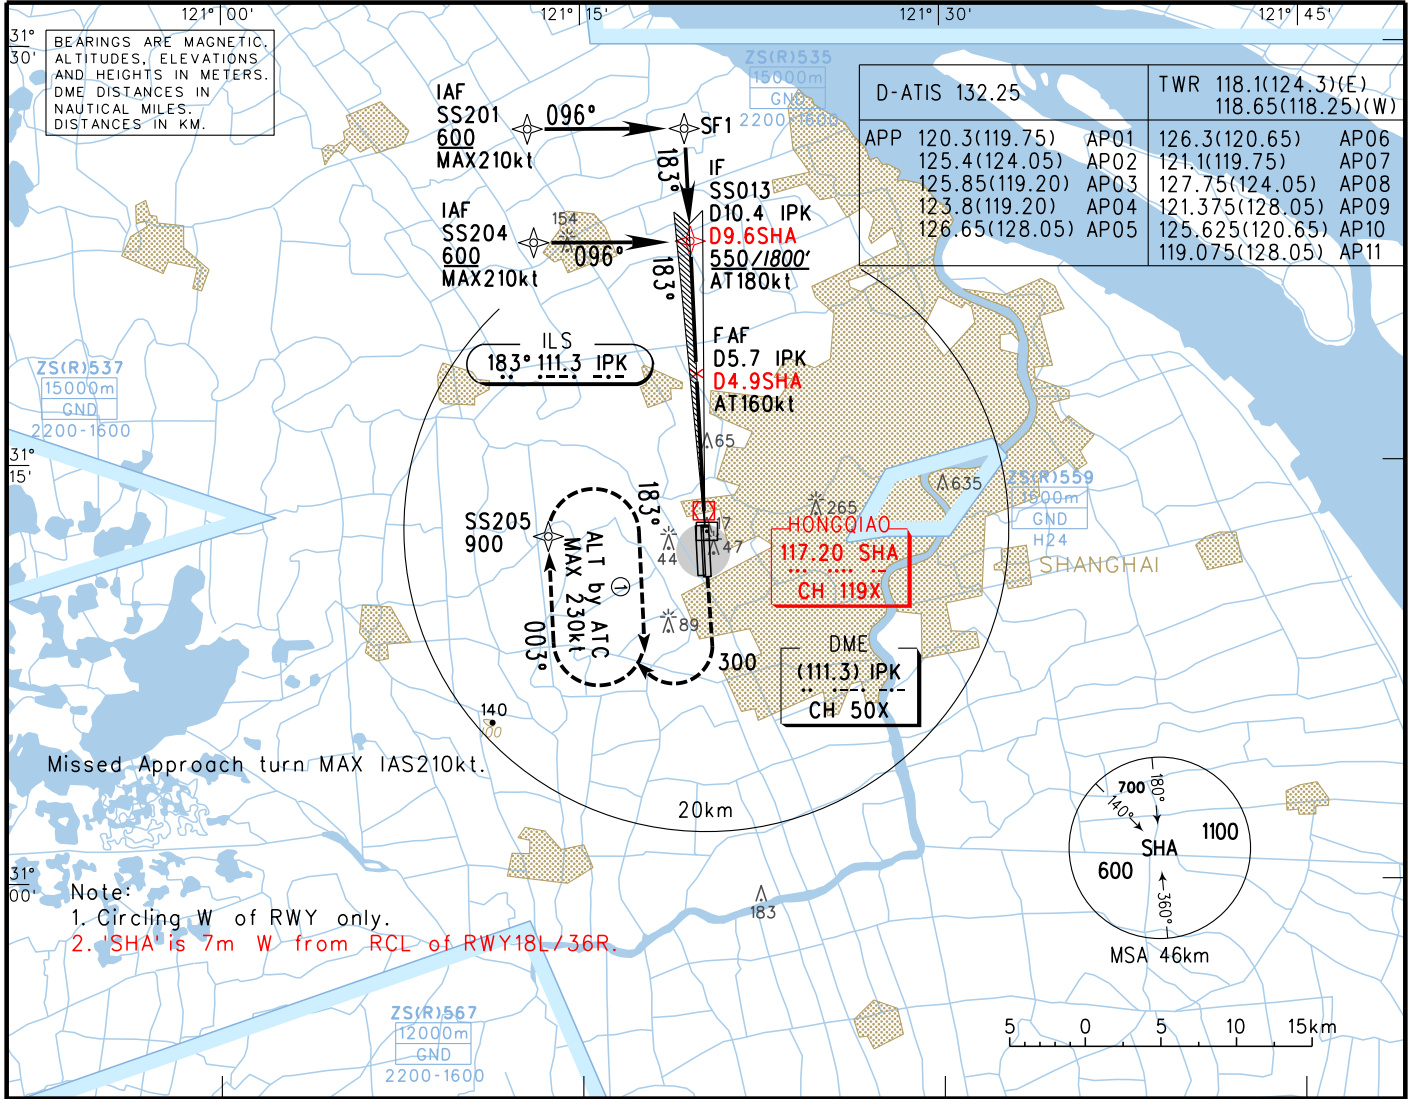 121° 00'
121° 15'
121° 30'
121° 45'
31°
30'
BEARINGS ARE MAGNETIC.
ALTITUDES, ELEVATIONS
AND HEIGHTS IN METERS.
DME DISTANCES IN
NAUTICAL MILES.
DISTANCES IN KM.
ZS(R)535
15000m
GND
2200-1600
D-ATIS 132.25
TWR 118.1(124.3)(E)
118.65(118.25)(W)
APP 120.3(119.75) AP01
125.4(124.05) AP02
125.85(119.20) AP03
123.8(119.20) AP04
126.65(128.05) AP05
126.3(120.65) AP06
121.1(119.75) AP07
127.75(124.05) AP08
121.375(128.05) AP09
125.625(120.65) AP10
119.075(128.05) AP11
IAF
SS201
600
MAX210kt
096°
SF1
183°
IF
SS013
D10.4 IPK
D9.6SHA
550/1800'
AT180kt
IAF
SS204
600
MAX210kt
154
096°
183°
ILS
183° 111.3 IPK
FAF
D5.7 IPK
D4.9SHA
AT160kt
ZS(R)537
15000m
GND
2200-1600
31°
15'
65
635
ZS(R)559
1500m
GND
H24
265
SS205
900
183°
ALT by ATC
MAX 230kt
①
003°
44
47
17
89
300
HONGQIAO
117.20 SHA
CH 119X
SHANGHAI
DME
(111.3) IPK
CH 50X
140
Missed Approach turn MAX IAS210kt.
20km
700
180°
140°
1100
SHA
600
360°
MSA 46km
31°
00'
183
Note:
1. Circling W of RWY only.
2. 'SHA' is 7m W from RCL of RWY18L/36R.
ZS(R)567
12000m
GND
2200-1600
5 0 5 10 15km